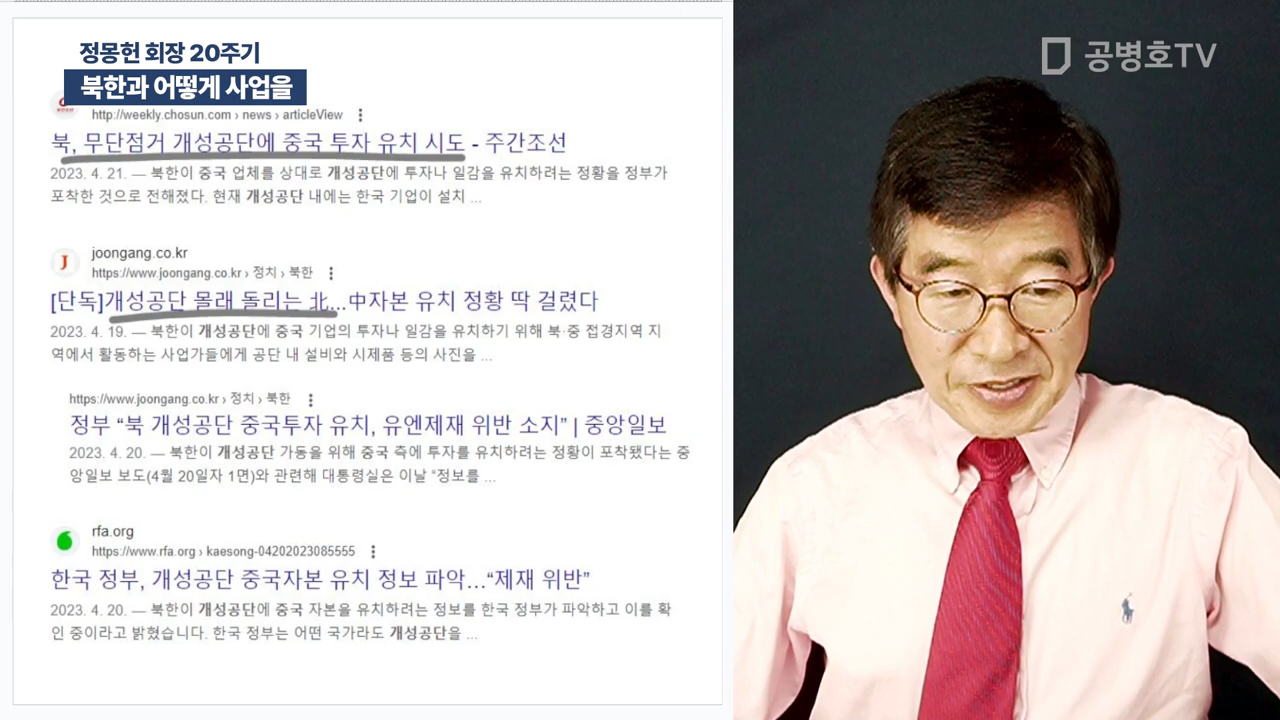 정몽헌 회장 20주기
북한과 어떻게 사업을
공병호TV
http://weekly.chosun.com › news › articleView
북, 무단점거 개성공단에 중국 투자 유치 시도 - 주간조선
2023. 4. 21. — 북한이 중국 업체를 상대로 개성공단에 투자나 일감을 유치하려는 정황을 정부가
포착한 것으로 전해졌다. 현재 개성공단 내에는 한국 기업이 설치 ...
joongang.co.kr
https://www.joongang.co.kr › 정치 › 북한
[단독]개성공단 몰래 돌리는 北...中자본 유치 정황 딱 걸렸다
2023. 4. 19. — 북한이 개성공단에 중국 기업의 투자나 일감을 유치하기 위해 북·중 접경지역 지
역에서 활동하는 사업가들에게 공단 내 설비와 시제품 등의 사진을 ...
https://www.joongang.co.kr › 정치 › 북한
정부 “북 개성공단 중국투자 유치, 유엔제재 위반 소지” | 중앙일보
2023. 4. 20. — 북한이 개성공단 가동을 위해 중국 측에 투자를 유치하려는 정황이 포착됐다는 중
앙일보 보도(4월 20일자 1면)와 관련해 대통령실은 이날 “정보를 ...
rfa.org
https://www.rfa.org › kaesong-04202023085555
한국 정부, 개성공단 중국자본 유치 정보 파악…“제재 위반”
2023. 4. 20. — 북한이 개성공단에 중국 자본을 유치하려는 정보를 한국 정부가 파악하고 이를 확
인 중이라고 밝혔습니다. 한국 정부는 어떤 국가라도 개성공단을 ...